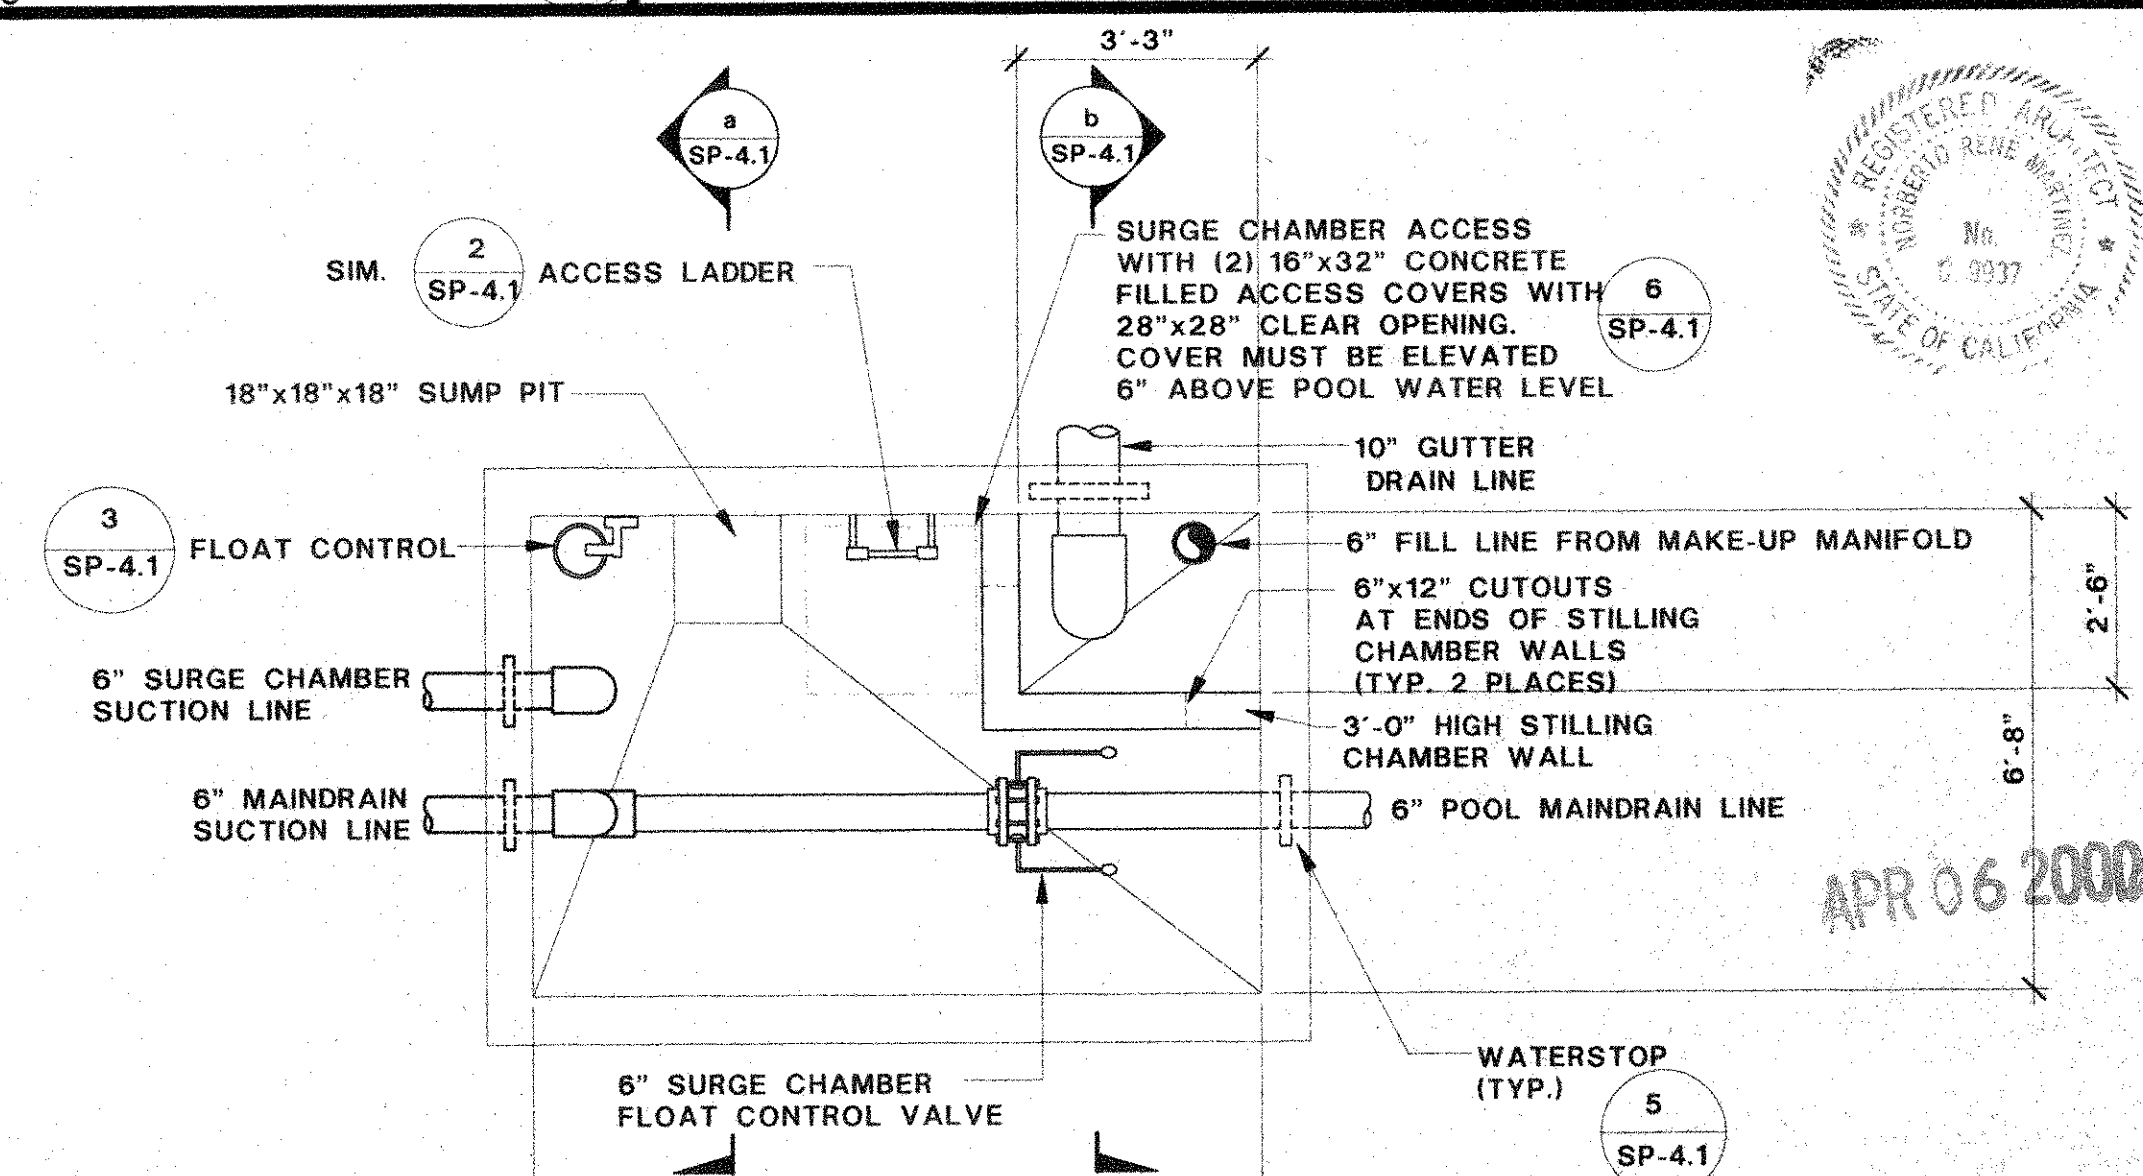 3'-3"
a
SP-4.1
b
SP-4.1
REGISTERED ARCHITECT
NORBERTO RENE MARTINEZ
No.
C 9937
STATE OF CALIFORNIA
SIM.
2
SP-4.1
ACCESS LADDER
SURGE CHAMBER ACCESS
WITH (2) 16"x32" CONCRETE
FILLED ACCESS COVERS WITH
28"x28" CLEAR OPENING.
COVER MUST BE ELEVATED
6" ABOVE POOL WATER LEVEL
6
SP-4.1
18"x18"x18" SUMP PIT
10" GUTTER
DRAIN LINE
3
SP-4.1
FLOAT CONTROL
6" FILL LINE FROM MAKE-UP MANIFOLD
6"x12" CUTOUTS
AT ENDS OF STILLING
CHAMBER WALLS
(TYP. 2 PLACES)
2'-6"
6" SURGE CHAMBER
SUCTION LINE
3'-0" HIGH STILLING
CHAMBER WALL
6'-8"
6" MAINDRAIN
SUCTION LINE
6" POOL MAINDRAIN LINE
APR 06 2000
6" SURGE CHAMBER
FLOAT CONTROL VALVE
WATERSTOP
(TYP.)
5
SP-4.1